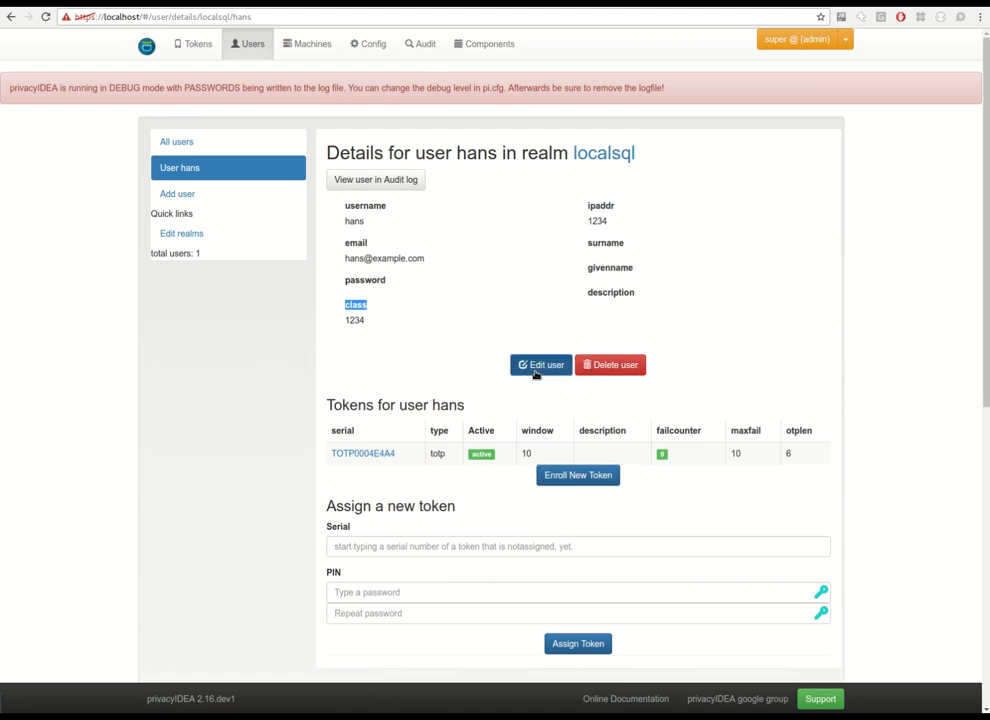 https://localhost/#/user/details/localsql/hans
Tokens Users Machines Config Audit Components super @ (admin)
privacyIDEA is running in DEBUG mode with PASSWORDS being written to the log file. You can change the debug level in pi.cfg. Afterwards be sure to remove the logfile!
All users
User hans
Add user
Quick links
Edit realms
total users: 1
Details for user hans in realm localsql
View user in Audit log
username
hans
email
hans@example.com
password
class
1234
ipaddr
1234
surname
givenname
description
Edit user Delete user
Tokens for user hans
serial type Active window description failcounter maxfail otplen
TOTP0004E4A4 totp active 10 0 10 6
Enroll New Token
Assign a new token
Serial
start typing a serial number of a token that is notassigned, yet.
PIN
Type a password
Repeat password
Assign Token
privacyIDEA 2.16.dev1 Online Documentation privacyIDEA google group Support